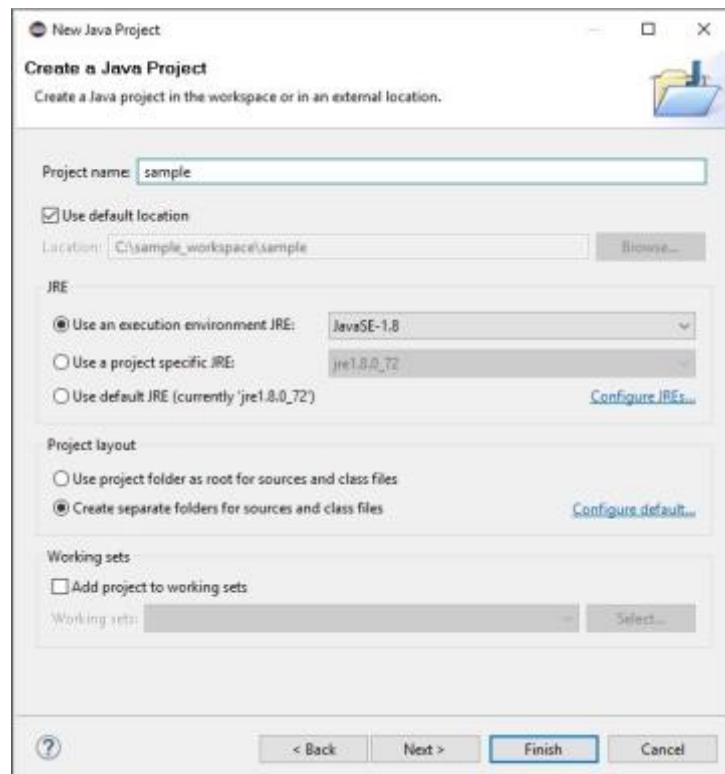 New Java Project
Create a Java Project
Create a Java project in the workspace or in an external location.
Project name: sample
Use default location
Location: C:\sample_workspace\sample Browse...
JRE
Use an execution environment JRE: JavaSE-1.8
Use a project specific JRE: jre1.8.0_72
Use default JRE (currently 'jre1.8.0_72') Configure JREs...
Project layout
Use project folder as root for sources and class files
Create separate folders for sources and class files Configure default...
Working sets
Add project to working sets
Working sets: Select...
? < Back Next > Finish Cancel